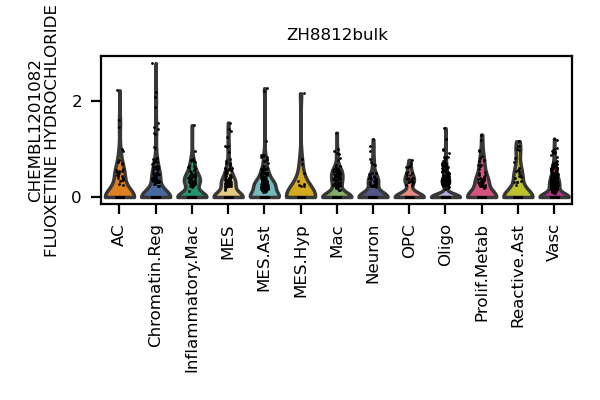 ZH8812bulk
CHEMBL1201082
FLUOXETINE HYDROCHLORIDE
2
0
AC
Chromatin.Reg
Inflammatory.Mac
MES
MES.Ast
MES.Hyp
Mac
Neuron
OPC
Oligo
Prolif.Metab
Reactive.Ast
Vasc